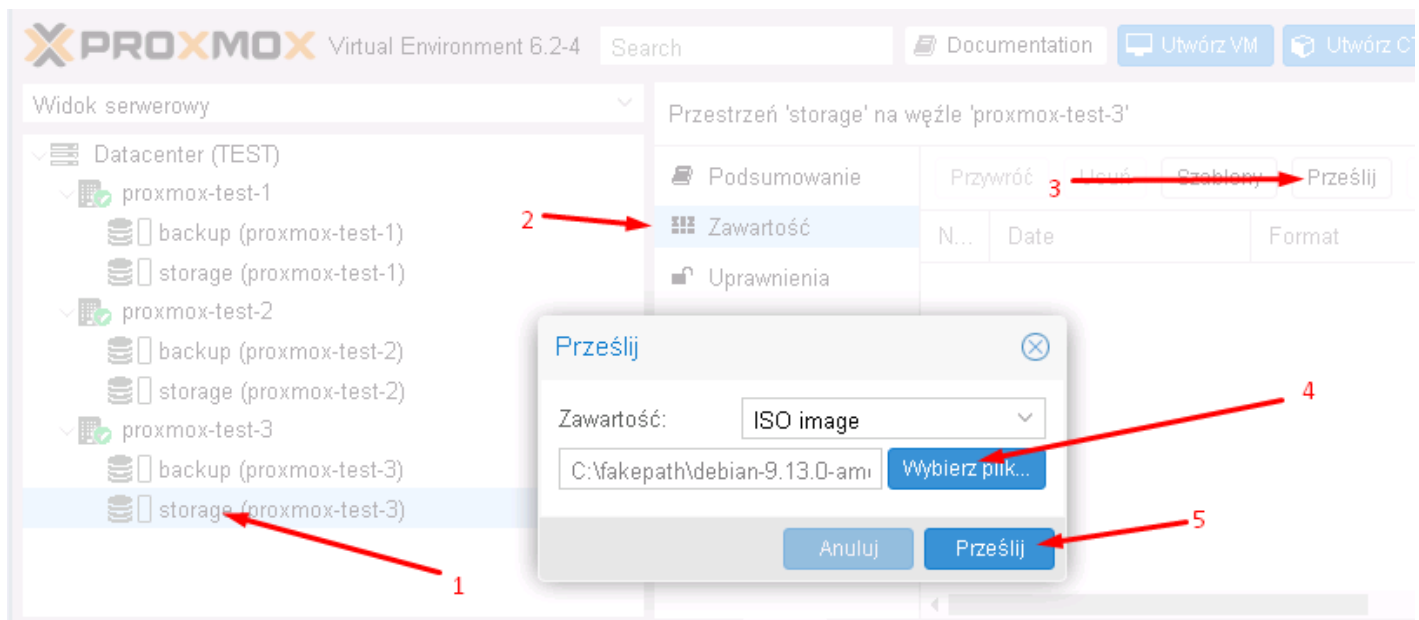 PROXMOX Virtual Environment 6.2-4 Search Documentation Utwórz VM Utwórz C
Widok serwerowy
Przestrzeń 'storage' na węźle 'proxmox-test-3'
Datacenter (TEST)
proxmox-test-1
backup (proxmox-test-1)
storage (proxmox-test-1)
proxmox-test-2
backup (proxmox-test-2)
storage (proxmox-test-2)
proxmox-test-3
backup (proxmox-test-3)
storage (proxmox-test-3)
1
2
Podsumowanie
Zawartość
Uprawnienia
Przywróć 3 Usuń Szablony Prześlij
N... Date Format
Prześlij
Zawartość: ISO image
C:\fakepath\debian-9.13.0-am Wybierz plik...
4
Anuluj Prześlij
5